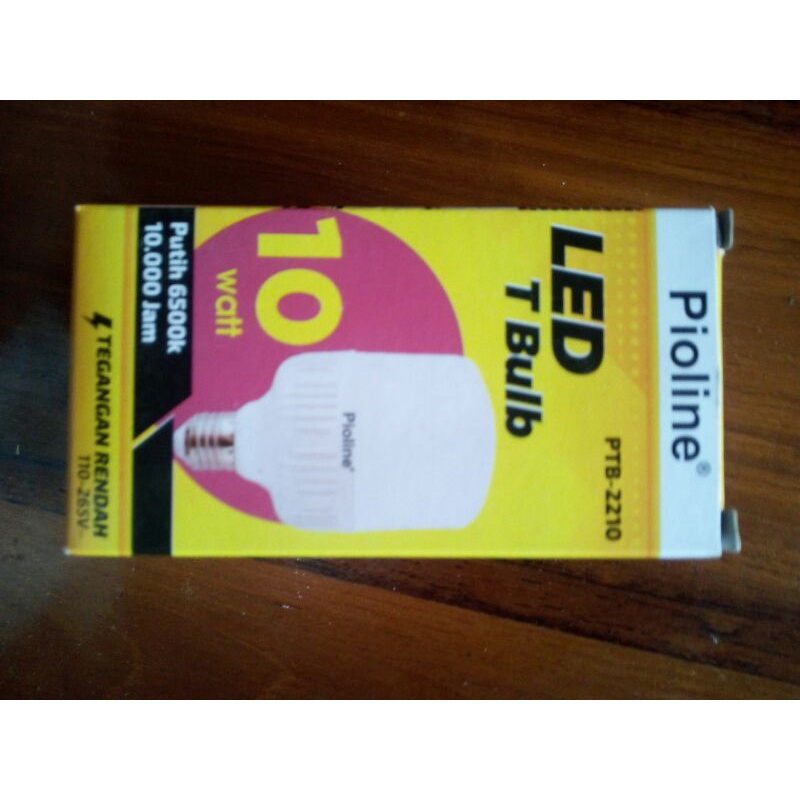 Pioline®
PTB-2210
LED
T Bulb
10
watt
Pioline®
Putih 6500k
10.000 Jam
TEGANGAN RENDAH
110-265V~